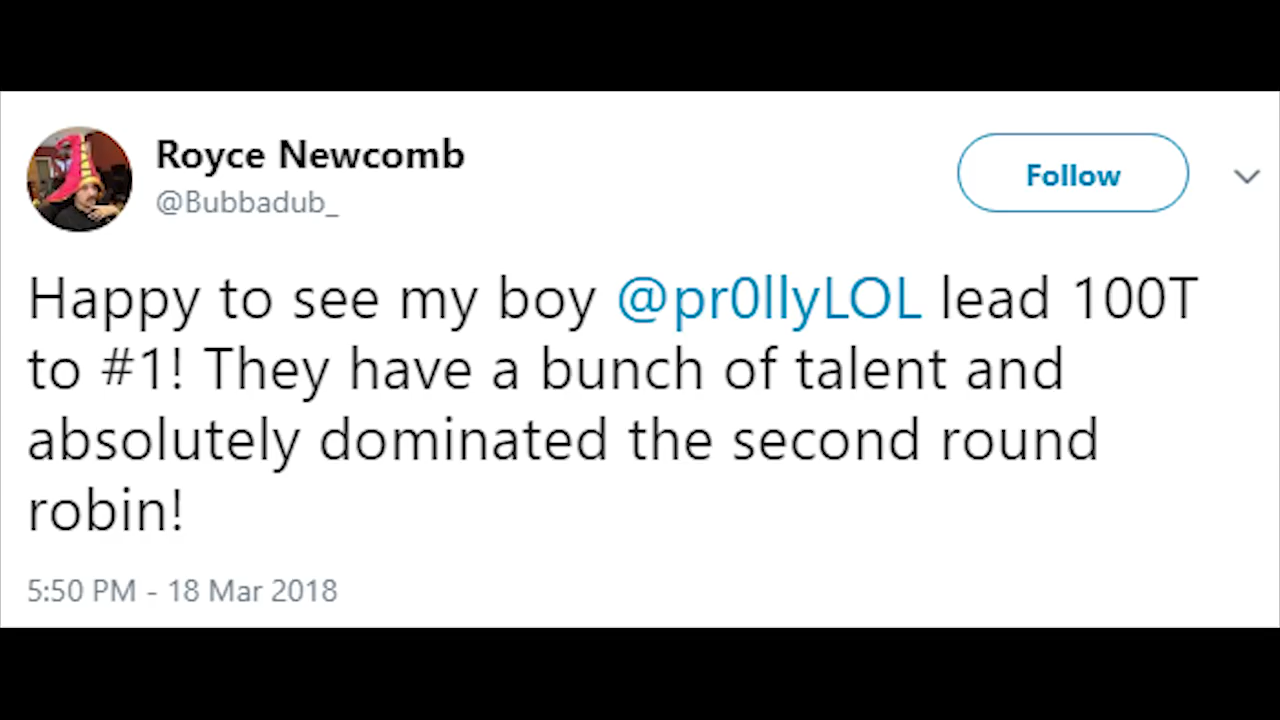 Royce Newcomb
@Bubbadub_
Follow
Happy to see my boy @pr0llyLOL lead 100T
to #1! They have a bunch of talent and
absolutely dominated the second round
robin!
5:50 PM - 18 Mar 2018